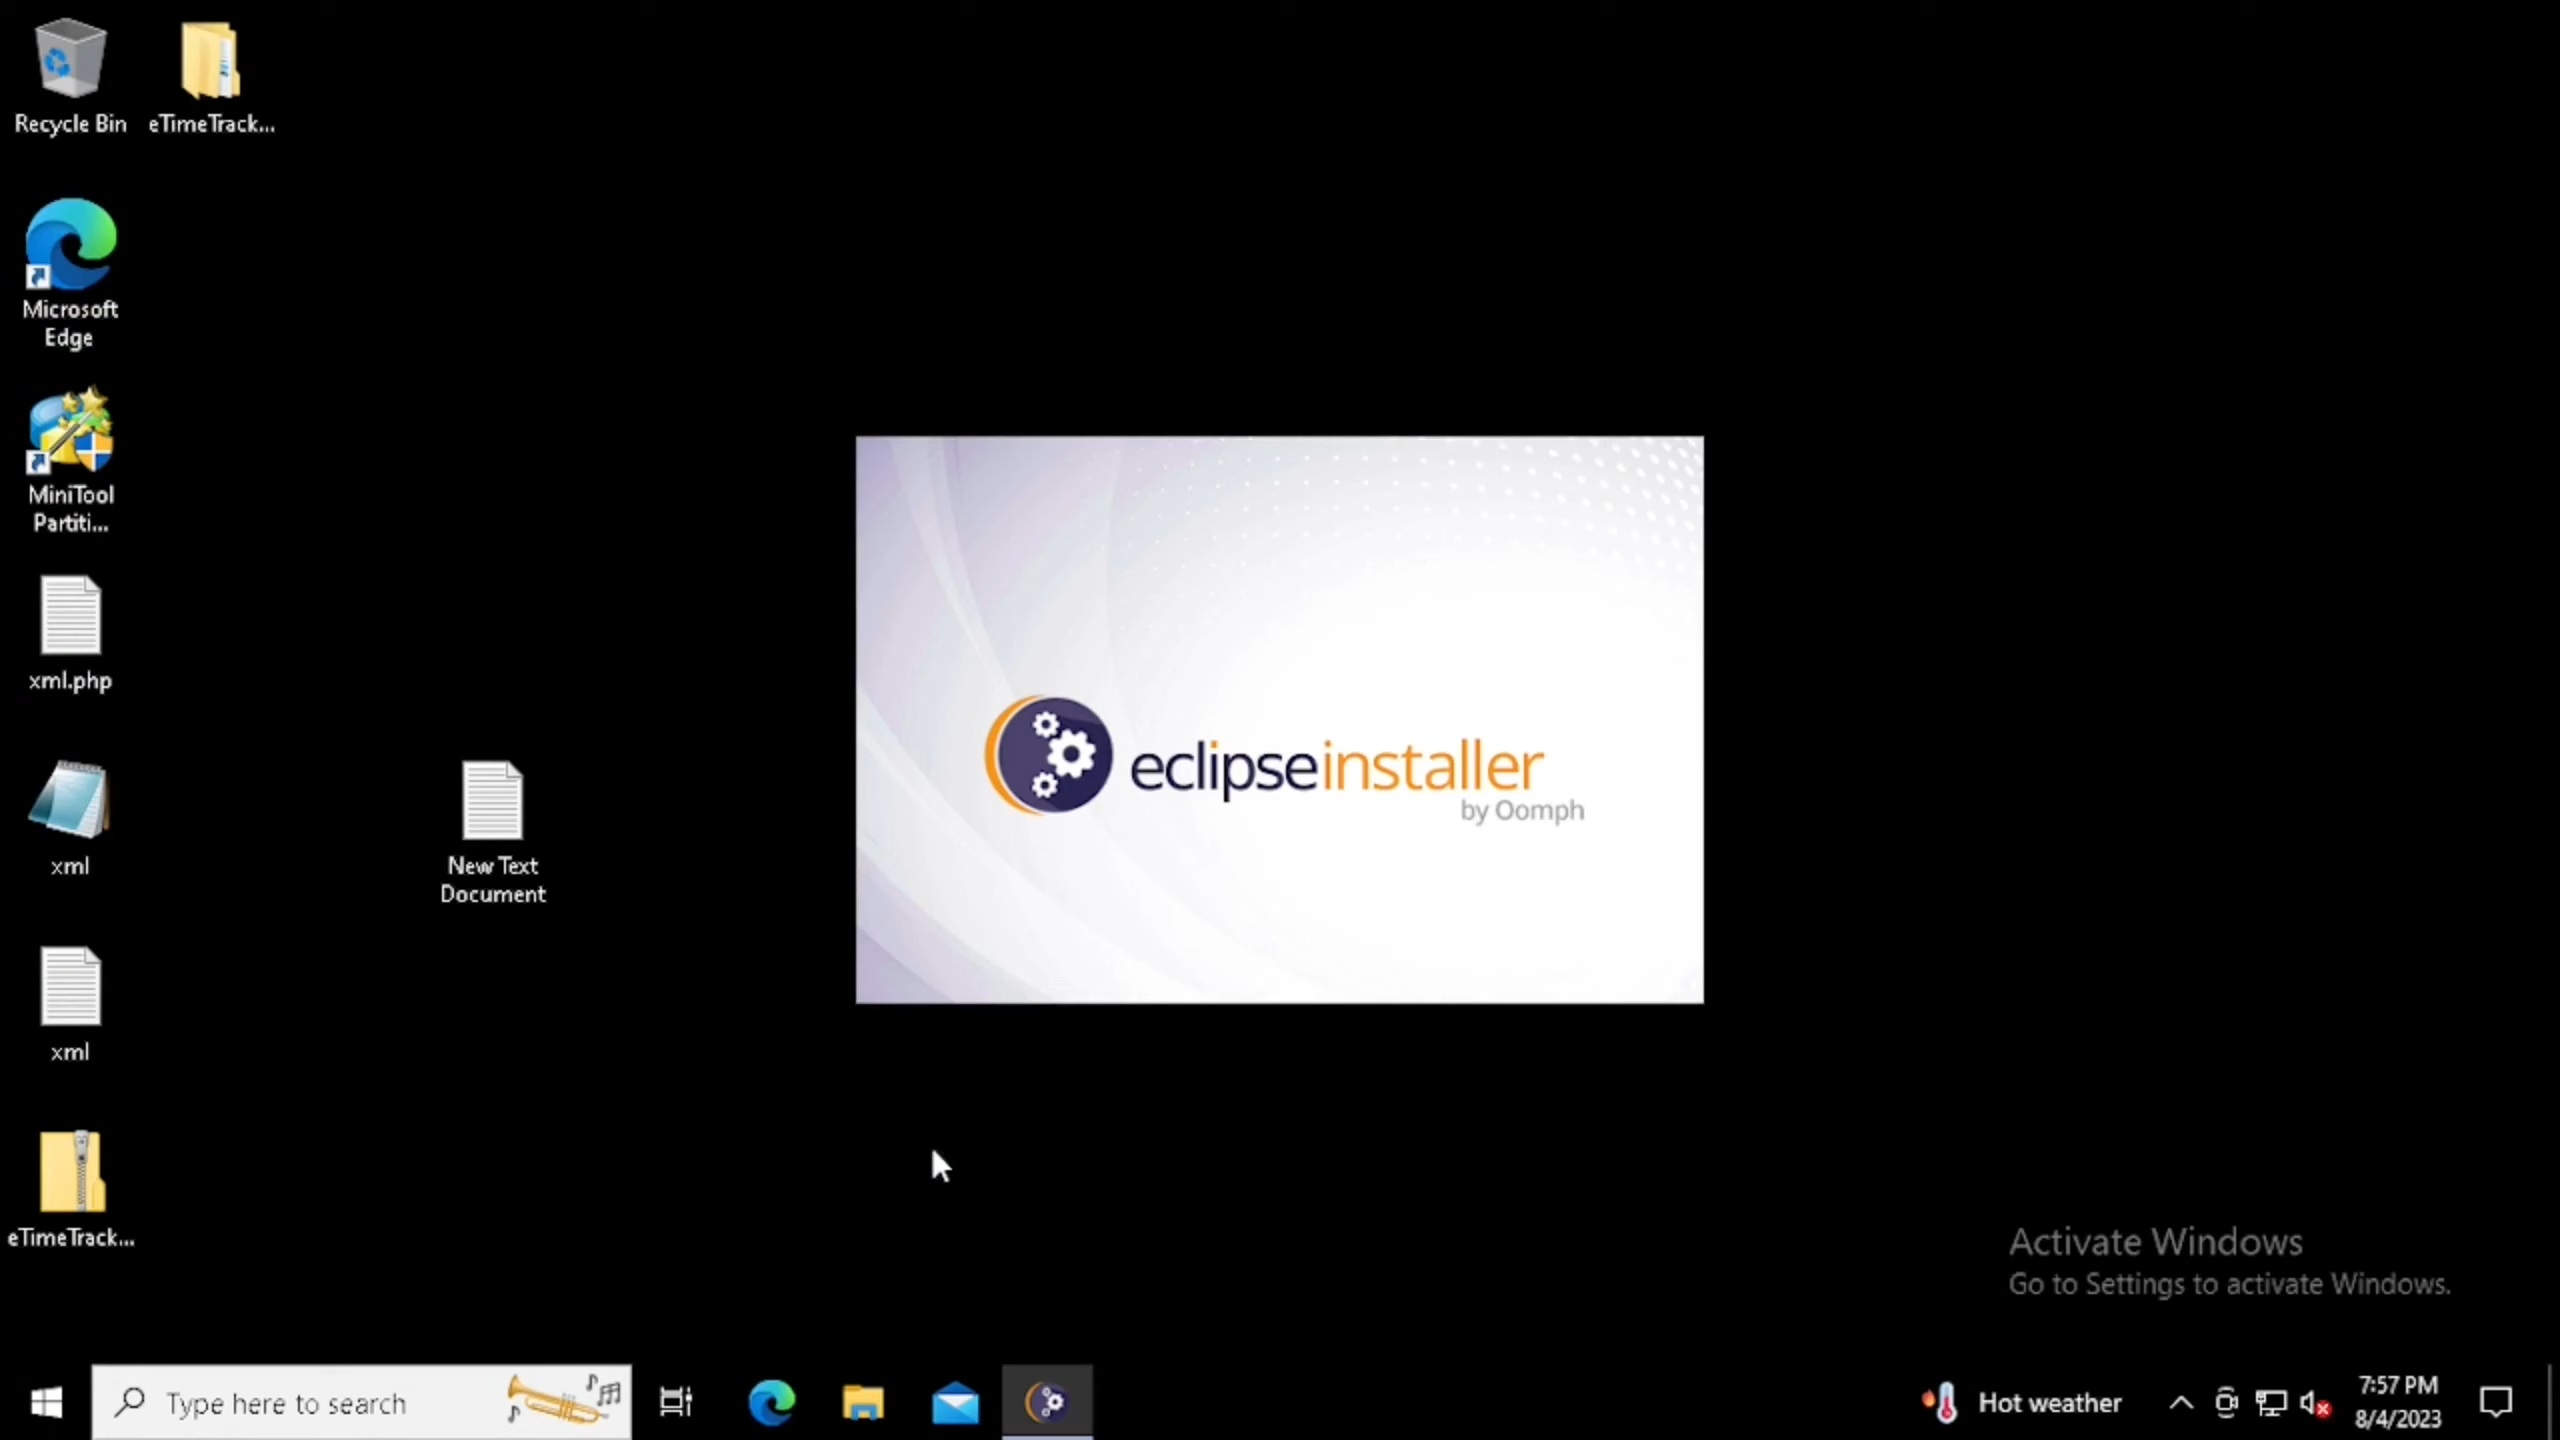 Recycle Bin
eTimeTrack...
Microsoft
Edge
MiniTool
Partiti...
xml.php
xml
New Text
Document
xml
eTimeTrack...
eclipseinstaller
by Oomph
Activate Windows
Go to Settings to activate Windows.
Type here to search
Hot weather
7:57 PM
8/4/2023